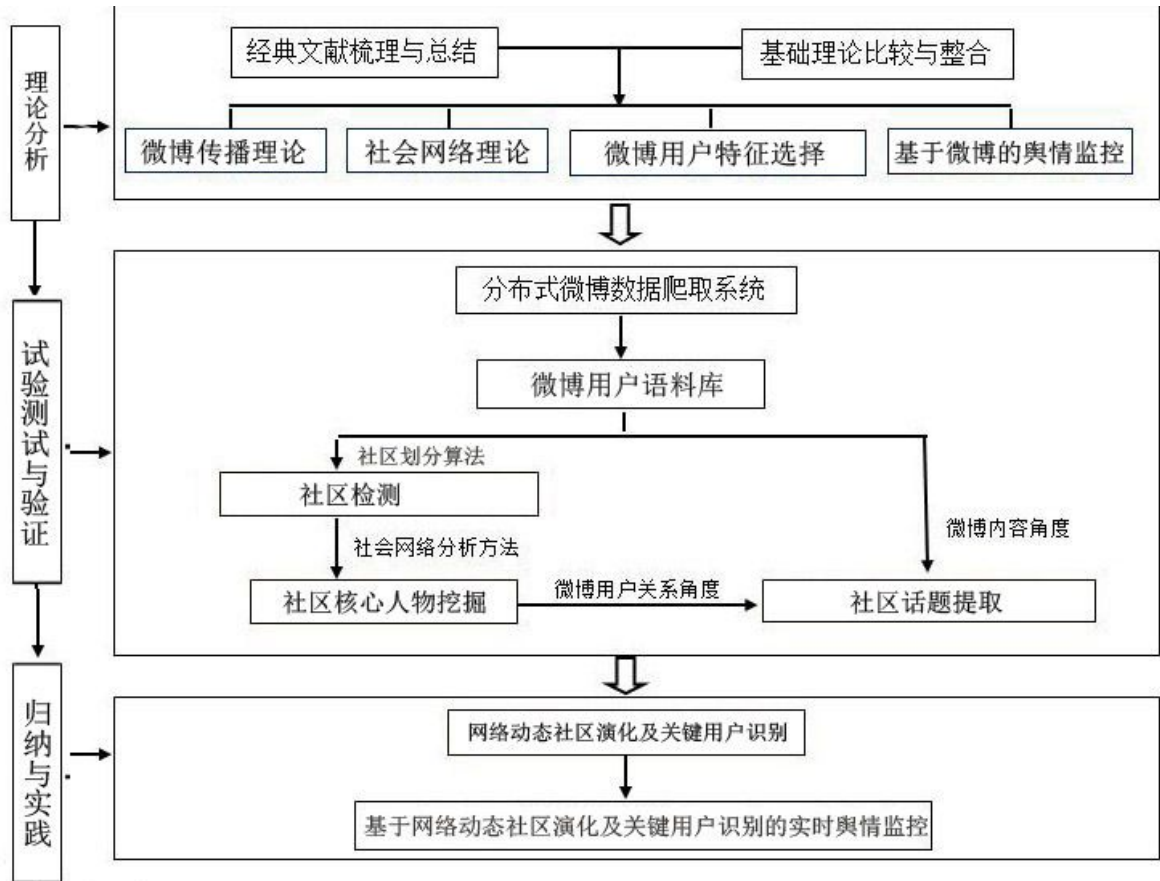 理论分析
经典文献梳理与总结
基础理论比较与整合
微博传播理论
社会网络理论
微博用户特征选择
基于微博的舆情监控
试验测试与验证
分布式微博数据爬取系统
微博用户语料库
社区划分算法
社区检测
社会网络分析方法
微博内容角度
社区核心人物挖掘
微博用户关系角度
社区话题提取
归纳与实践
网络动态社区演化及关键用户识别
基于网络动态社区演化及关键用户识别的实时舆情监控